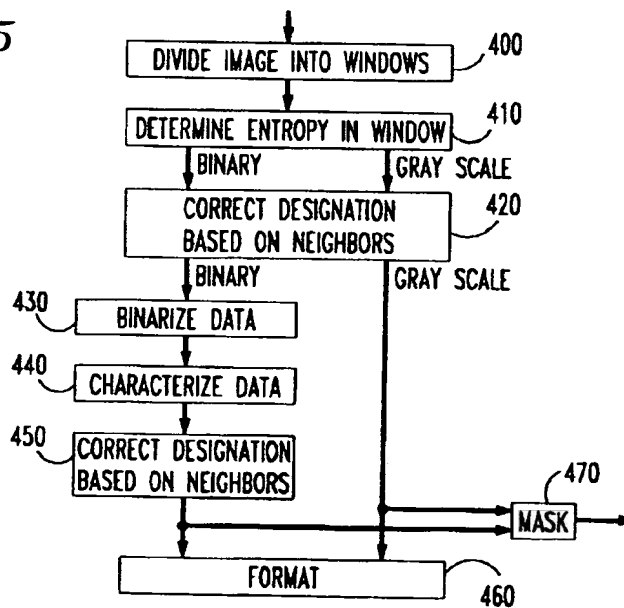 5
DIVIDE IMAGE INTO WINDOWS
400
DETERMINE ENTROPY IN WINDOW
410
BINARY
GRAY SCALE
CORRECT DESIGNATION
BASED ON NEIGHBORS
420
BINARY
GRAY SCALE
430
BINARIZE DATA
440
CHARACTERIZE DATA
450
CORRECT DESIGNATION
BASED ON NEIGHBORS
470
MASK
FORMAT
460